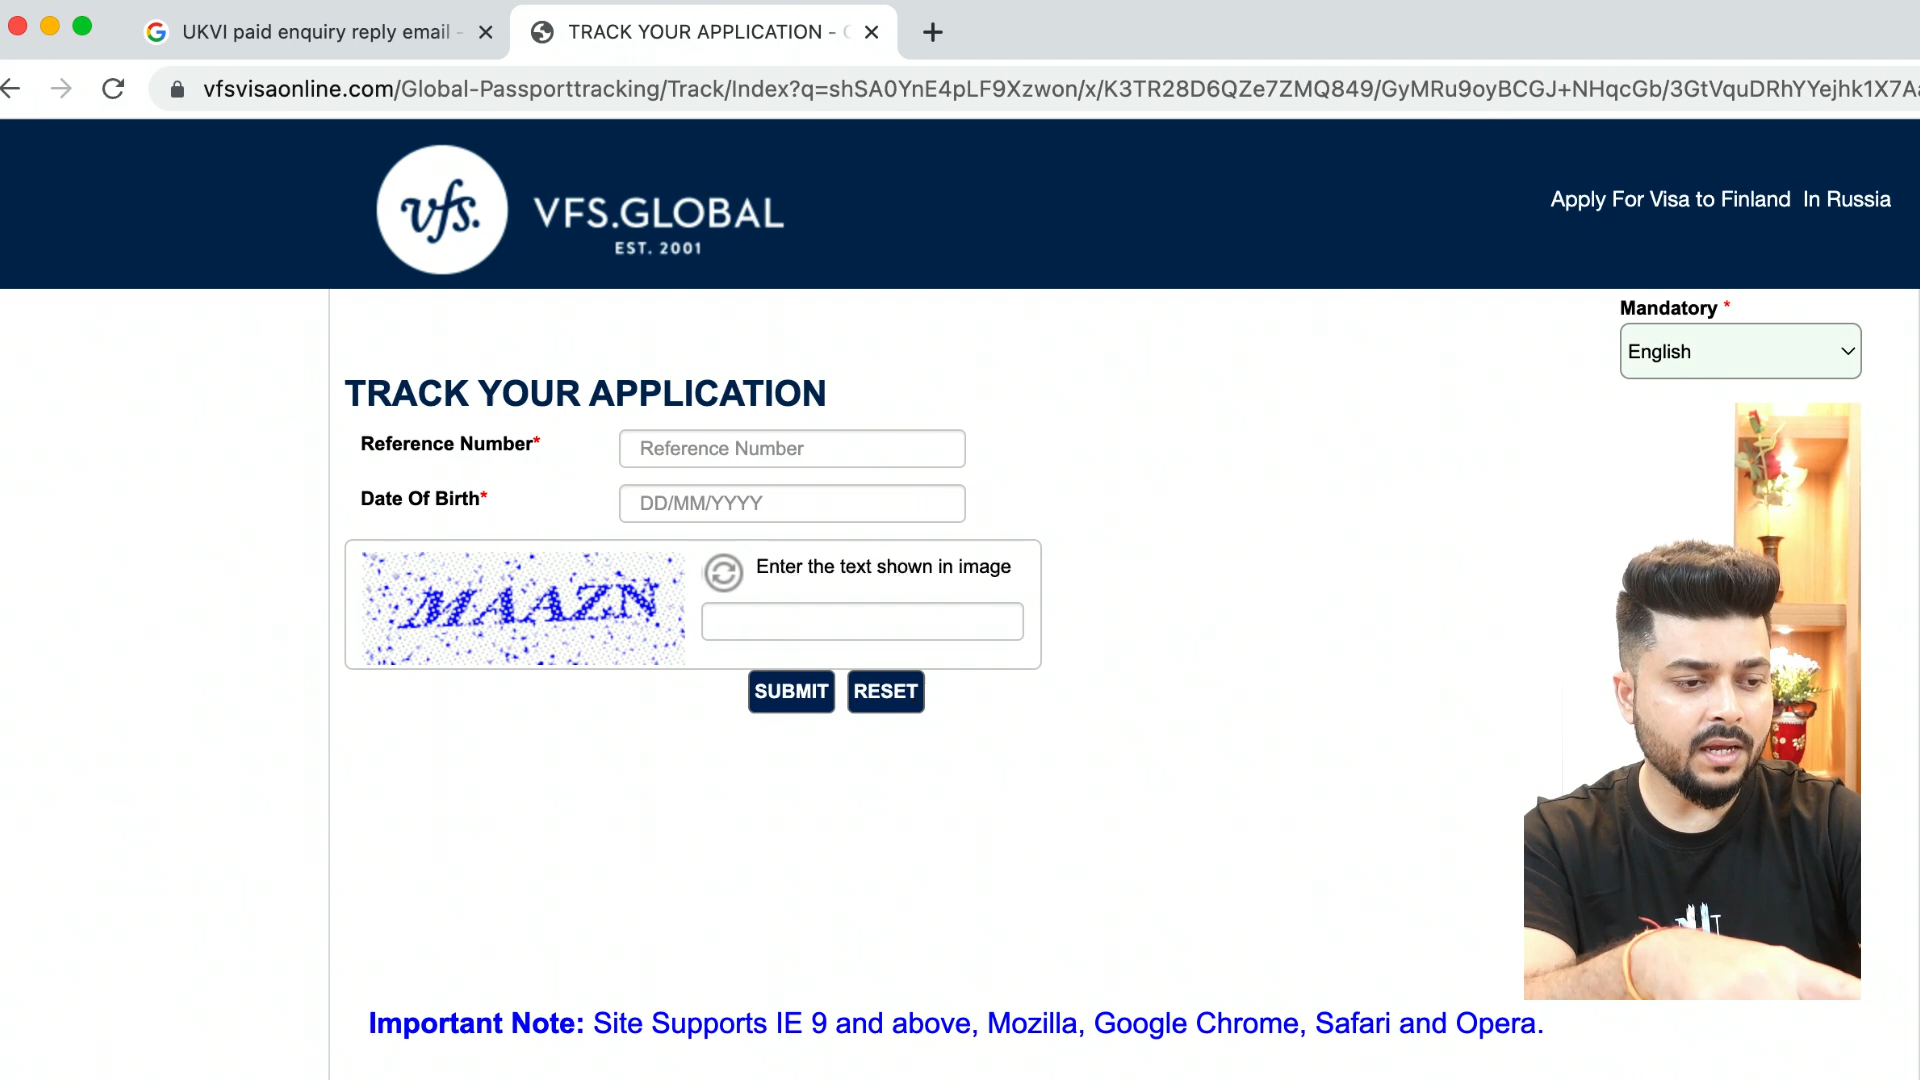 UKVI paid enquiry reply email -
TRACK YOUR APPLICATION -
vfsvisaonline.com/Global-Passporttracking/Track/Index?q=shSA0YnE4pLF9Xzwon/x/K3TR28D6QZe7ZMQ849/GyMRu9oyBCGJ+NHqcGb/3GtVquDRhYYejhk1X7A
vfs.
VFS.GLOBAL
EST. 2001
Apply For Visa to Finland In Russia
Mandatory *
English
TRACK YOUR APPLICATION
Reference Number*
Reference Number
Date Of Birth*
DD/MM/YYYY
MAAZN
Enter the text shown in image
SUBMIT
RESET
Important Note: Site Supports IE 9 and above, Mozilla, Google Chrome, Safari and Opera.